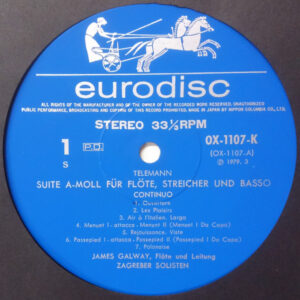 eurodisc
ALL RIGHTS OF THE MANUFACTURER AND OF THE OWNER OF THE RECORDED WORK RESERVED. UNAUTHORIZED
PUBLIC PERFORMANCE, BROADCASTING AND COPYING OF THIS RECORD PROHIBITED. MADE IN JAPAN BY NIPPON COLUMBIA CO., LTD.
STEREO 33⅓RPM
1
S
P.D.
OX-1107-K
(OX-1107-A)
Ⓟ 1979. 3
TELEMANN
SUITE A-MOLL FÜR FLÖTE, STREICHER UND BASSO
CONTINUO
1. Ouverture
2. Les Plaisirs
3. Air à l'Italien. Largo
4. Menuet I - attacca - Menuet II (Menuet I Da Capo)
5. Rejouissance. Viste
6. Passepied I - attacca - Passepied II (Passepied I Da Capo)
7. Polonaise
JAMES GALWAY, Flöte und Leitung
ZAGREBER SOLISTEN